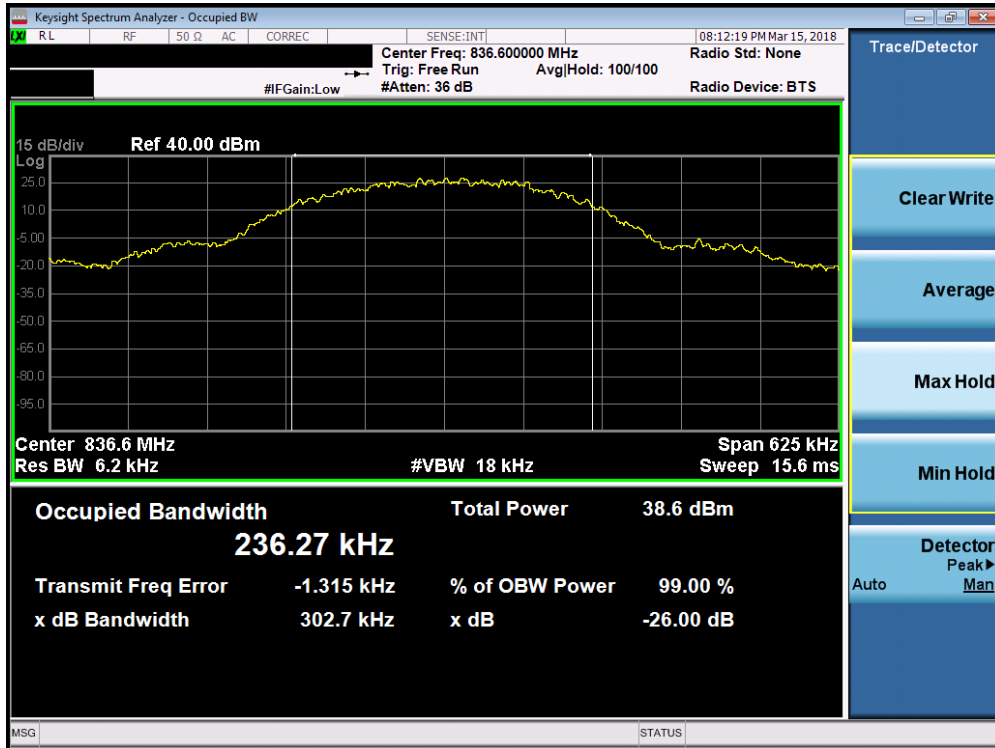 Keysight Spectrum Analyzer - Occupied BW
LXI RL RF 50 Ω AC CORREC SENSE:INT 08:12:19 PM Mar 15, 2018
Center Freq: 836.600000 MHz Radio Std: None
Trig: Free Run Avg|Hold: 100/100
#IFGain:Low #Atten: 36 dB Radio Device: BTS
15 dB/div Ref 40.00 dBm
Log
25.0
10.0
-5.00
-20.0
-35.0
-50.0
-65.0
-80.0
-95.0
Center 836.6 MHz Span 625 kHz
Res BW 6.2 kHz #VBW 18 kHz Sweep 15.6 ms
Occupied Bandwidth Total Power 38.6 dBm
236.27 kHz
Transmit Freq Error -1.315 kHz % of OBW Power 99.00 %
x dB Bandwidth 302.7 kHz x dB -26.00 dB
MSG STATUS
Trace/Detector
Clear Write
Average
Max Hold
Min Hold
Detector
Peak▶
Auto Man